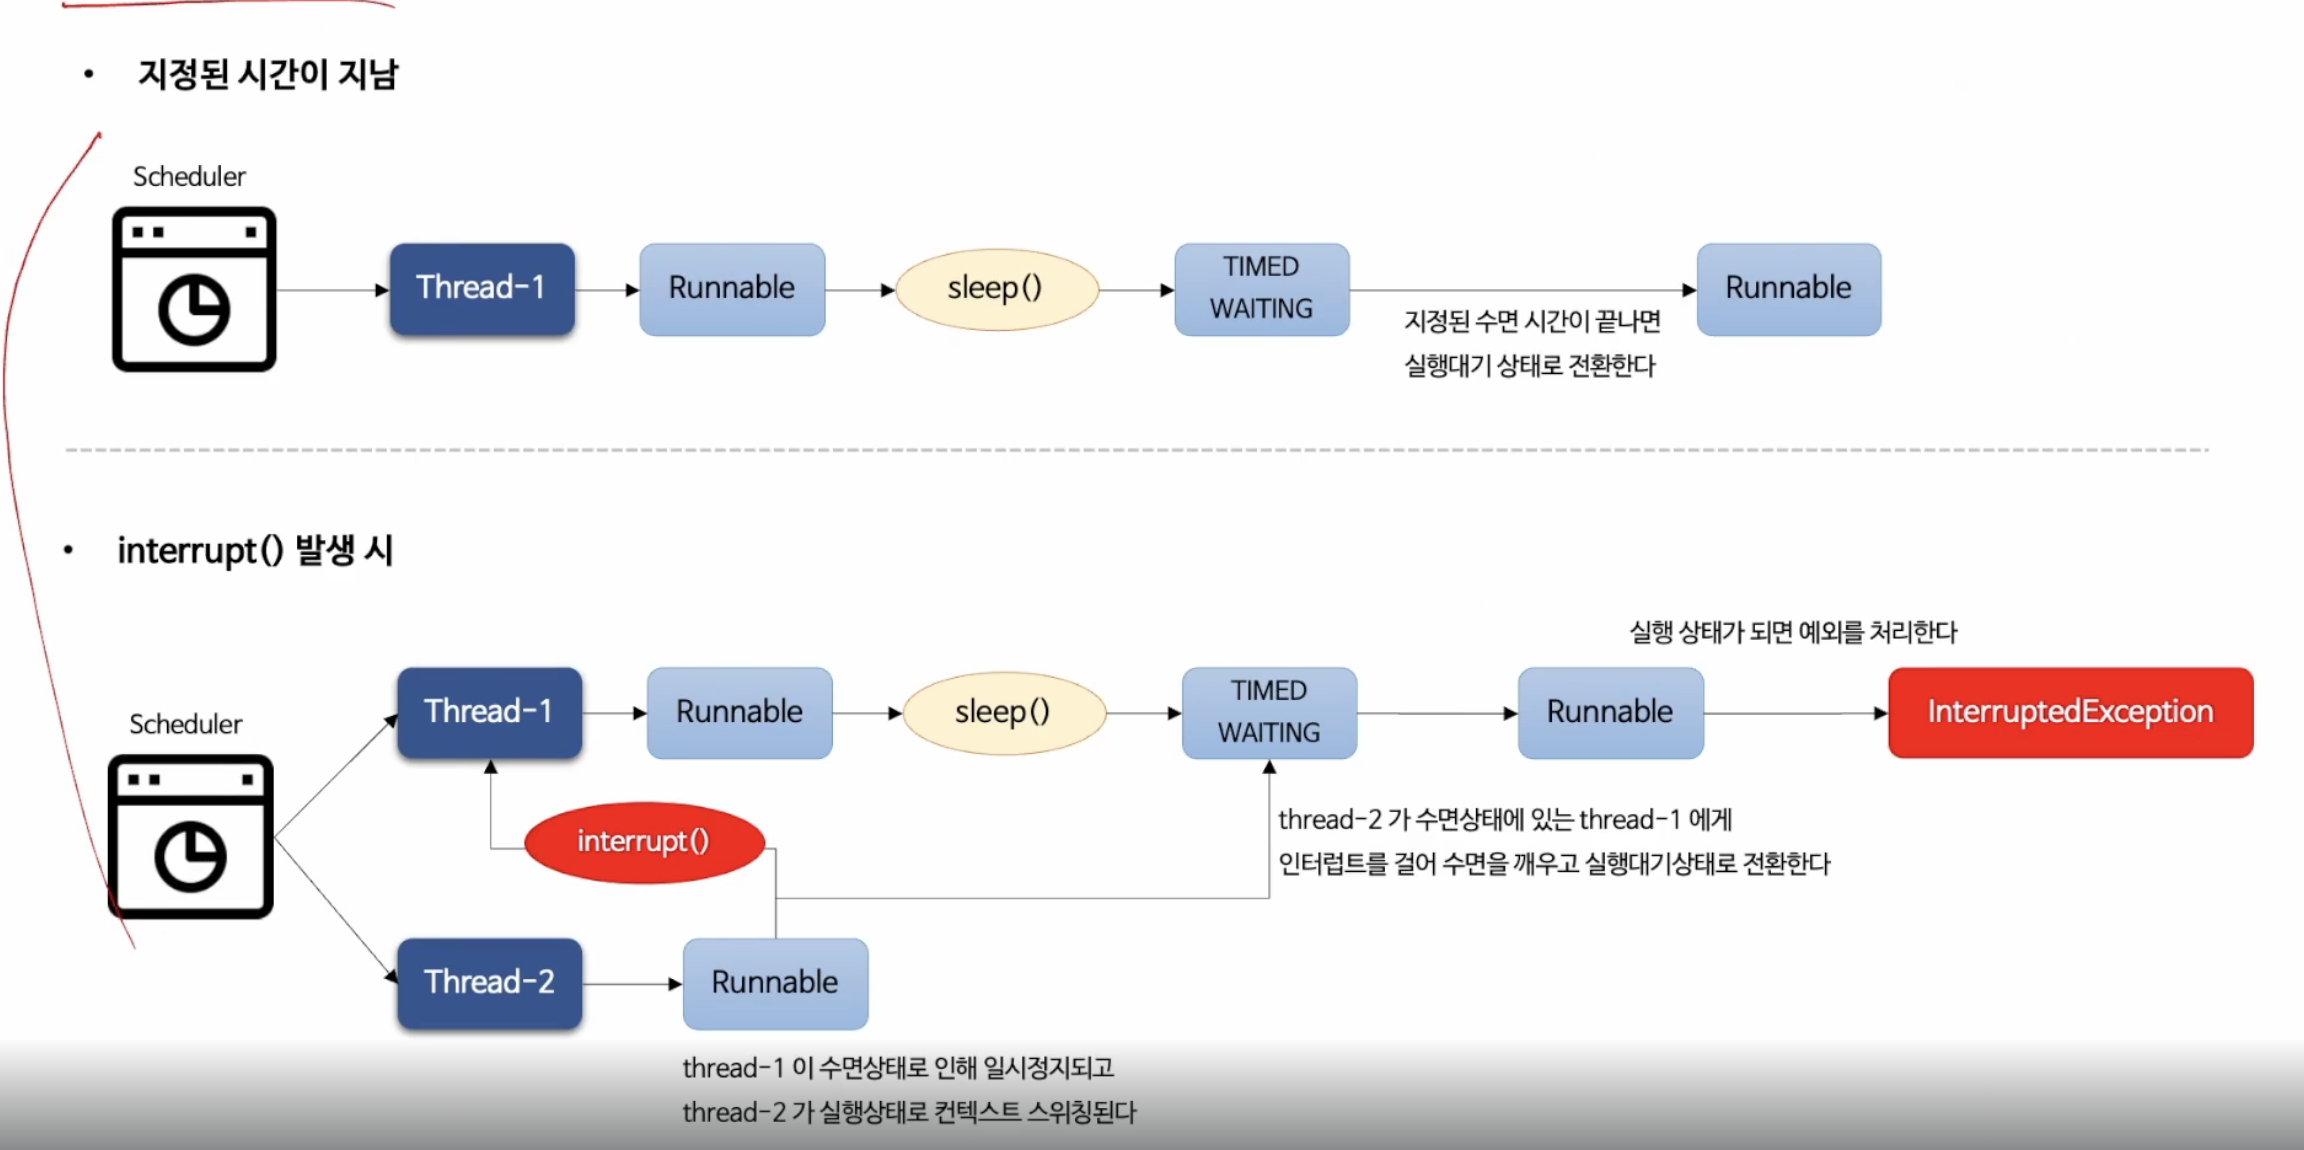 • 지정된 시간이 지남
Scheduler
Thread-1
Runnable
sleep()
TIMED
WAITING
지정된 수면 시간이 끝나면
실행대기 상태로 전환한다
Runnable
• interrupt() 발생 시
실행 상태가 되면 예외를 처리한다
Scheduler
Thread-1
Runnable
sleep()
TIMED
WAITING
Runnable
InterruptedException
interrupt()
thread-2 가 수면상태에 있는 thread-1 에게
인터럽트를 걸어 수면을 깨우고 실행대기상태로 전환한다
Thread-2
Runnable
thread-1 이 수면상태로 인해 일시정지되고
thread-2 가 실행상태로 컨텍스트 스위칭된다